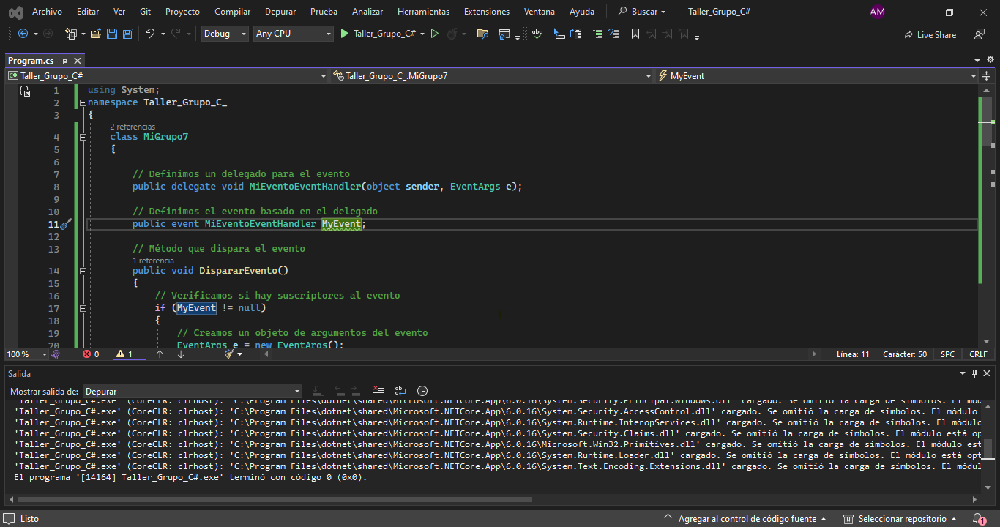 Archivo Editar Ver Git Proyecto Compilar Depurar Prueba Analizar Herramientas Extensiones Ventana Ayuda Buscar Taller_Grupo_C# AM
Debug Any CPU Taller_Grupo_C# Live Share
Program.cs
C# Taller_Grupo_C# Taller_Grupo_C_.MiGrupo7 MyEvent
1 using System;
2 namespace Taller_Grupo_C_
3 {
2 referencias
4 class MiGrupo7
5 {
6
7 // Definimos un delegado para el evento
8 public delegate void MiEventoEventHandler(object sender, EventArgs e);
9
10 // Definimos el evento basado en el delegado
11 public event MiEventoEventHandler MyEvent;
12
13 // Método que dispara el evento
1 referencia
14 public void DispararEvento()
15 {
16 // Verificamos si hay suscriptores al evento
17 if (MyEvent != null)
18 {
19 // Creamos un objeto de argumentos del evento
20 EventArgs e = new EventArgs();
100 % 0 1 Línea: 11 Carácter: 50 SPC CRLF
Salida
Mostrar salida de: Depurar
'Taller_Grupo_C#.exe' (CoreCLR: clrhost): 'C:\Program Files\dotnet\shared\Microsoft.NETCore.App\6.0.16\System.Security.Principal.Windows.dll' cargado. Se omitió la carga de símbolos. El mód
'Taller_Grupo_C#.exe' (CoreCLR: clrhost): 'C:\Program Files\dotnet\shared\Microsoft.NETCore.App\6.0.16\System.Security.AccessControl.dll' cargado. Se omitió la carga de símbolos. El módulo
'Taller_Grupo_C#.exe' (CoreCLR: clrhost): 'C:\Program Files\dotnet\shared\Microsoft.NETCore.App\6.0.16\System.Runtime.InteropServices.dll' cargado. Se omitió la carga de símbolos. El módulo
'Taller_Grupo_C#.exe' (CoreCLR: clrhost): 'C:\Program Files\dotnet\shared\Microsoft.NETCore.App\6.0.16\System.Security.Claims.dll' cargado. Se omitió la carga de símbolos. El módulo está op
'Taller_Grupo_C#.exe' (CoreCLR: clrhost): 'C:\Program Files\dotnet\shared\Microsoft.NETCore.App\6.0.16\Microsoft.Win32.Primitives.dll' cargado. Se omitió la carga de símbolos. El módulo est
'Taller_Grupo_C#.exe' (CoreCLR: clrhost): 'C:\Program Files\dotnet\shared\Microsoft.NETCore.App\6.0.16\System.Runtime.Loader.dll' cargado. Se omitió la carga de símbolos. El módulo está opt
'Taller_Grupo_C#.exe' (CoreCLR: clrhost): 'C:\Program Files\dotnet\shared\Microsoft.NETCore.App\6.0.16\System.Text.Encoding.Extensions.dll' cargado. Se omitió la carga de símbolos. El módul
El programa '[14164] Taller_Grupo_C#.exe' terminó con código 0 (0x0).
Listo Agregar al control de código fuente Seleccionar repositorio 1